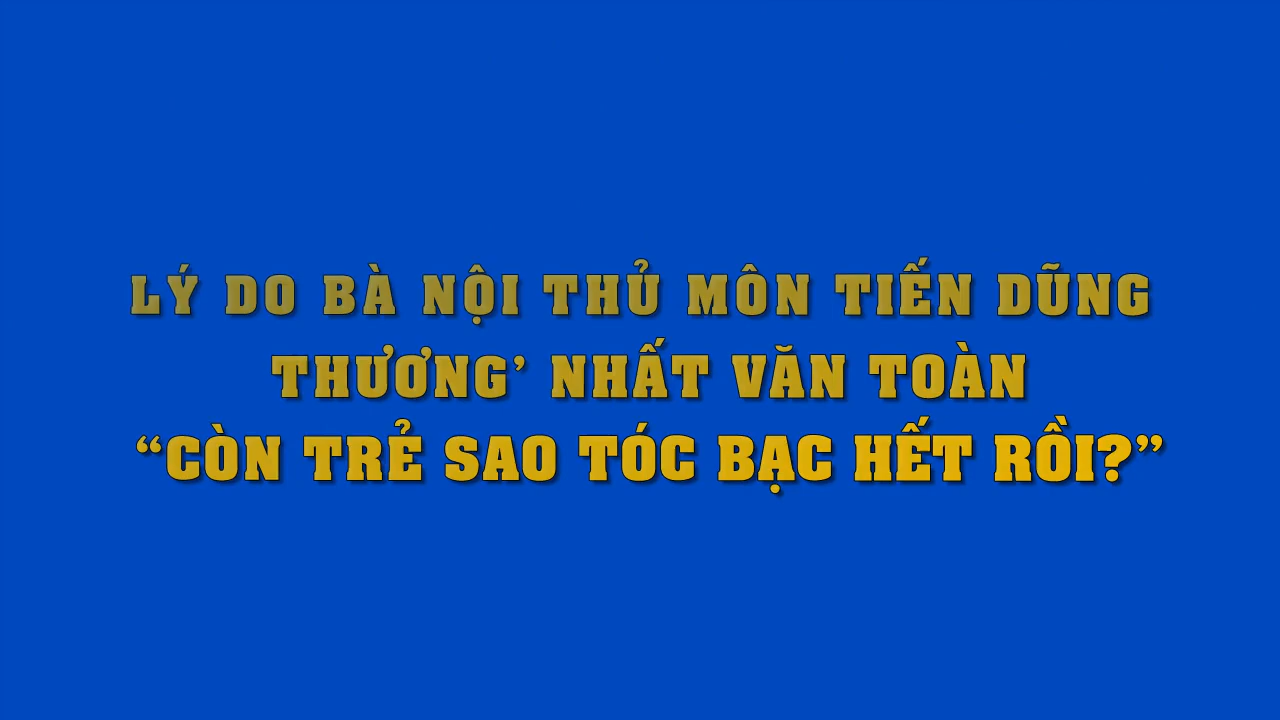 LÝ DO BÀ NỘI THỦ MÔN TIẾN DŨNG
THƯƠNG’ NHẤT VĂN TOÀN
“CÒN TRẺ SAO TÓC BẠC HẾT RỒI?”